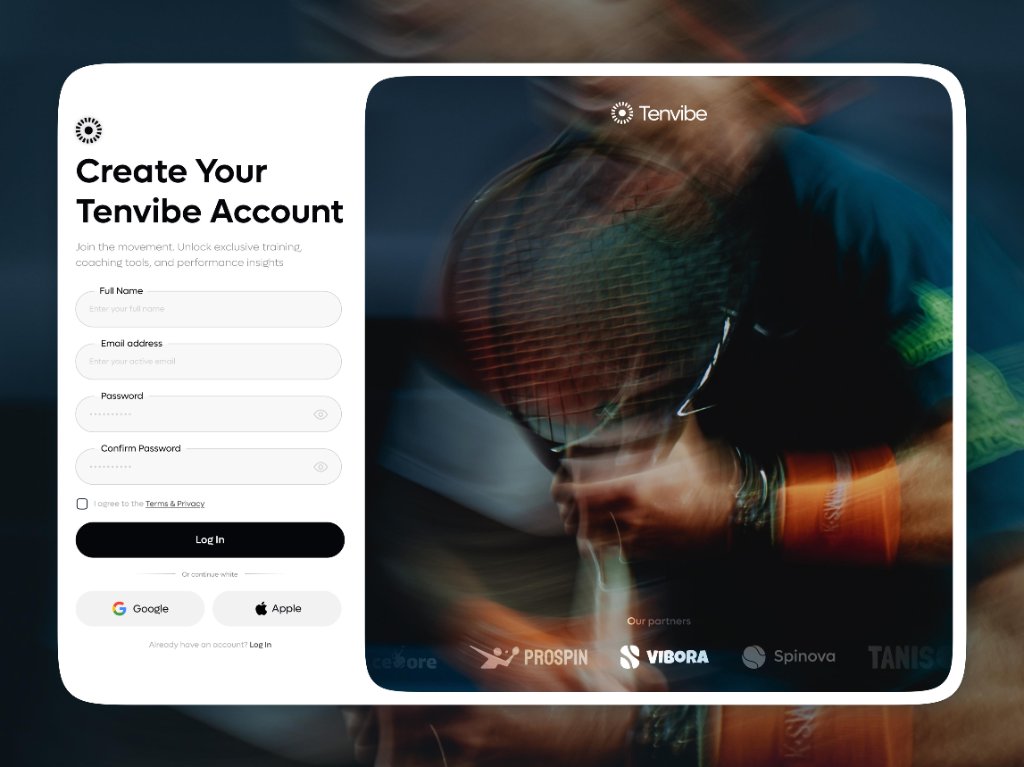 Create Your
Tenvibe Account
Join the movement. Unlock exclusive training,
coaching tools, and performance insights
Full Name
Enter your full name
Email address
Enter your active email
Password
Confirm Password
I agree to the Terms & Privacy
Log In
Or continue white
Google
Apple
Already have an account? Log In
Tenvibe
Our partners
PROSPIN
VIBORA
Spinova